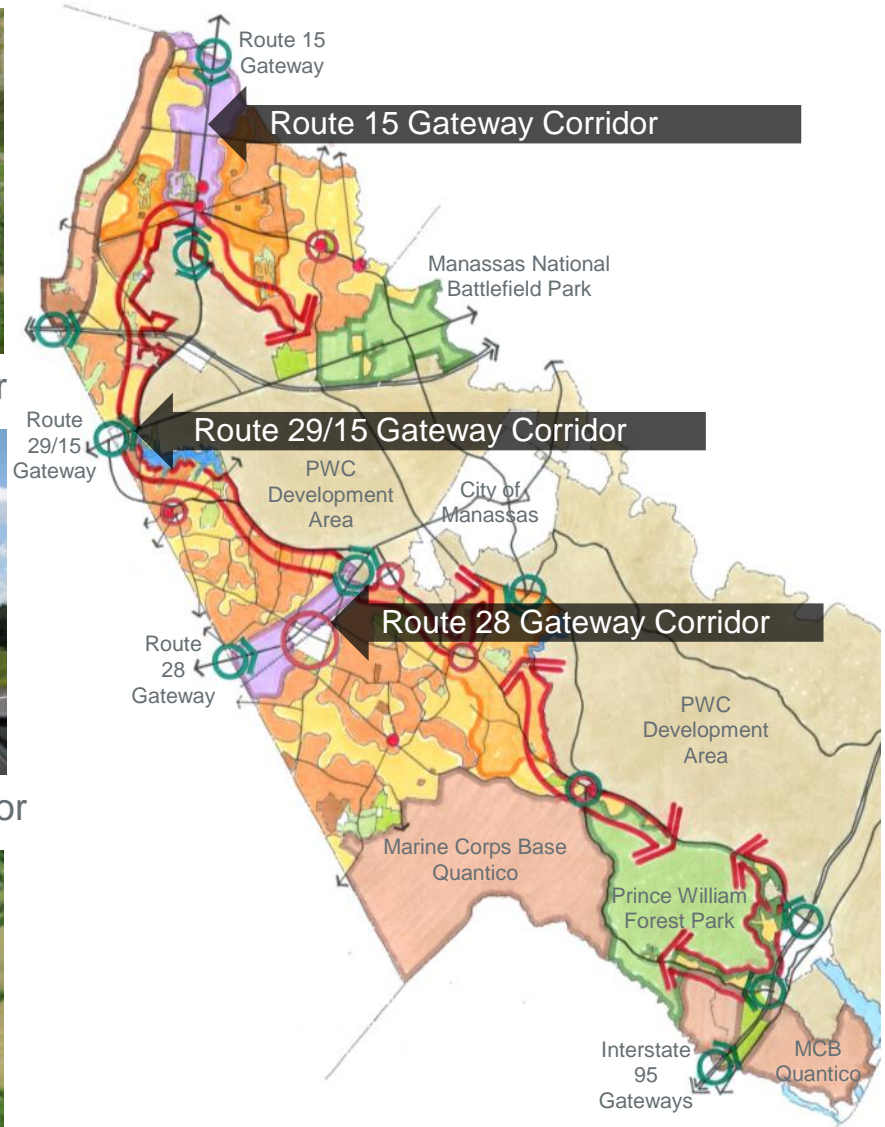 Route 15
Gateway
Route 15 Gateway Corridor
Manassas National
Battlefield Park
r
Route
29/15
Gateway
Route 29/15 Gateway Corridor
PWC
Development
Area
City of
Manassas
Route 28 Gateway Corridor
Route
28
Gateway
PWC
Development
Area
or
Marine Corps Base
Quantico
Prince William
Forest Park
Interstate
95
Gateways
MCB
Quantico